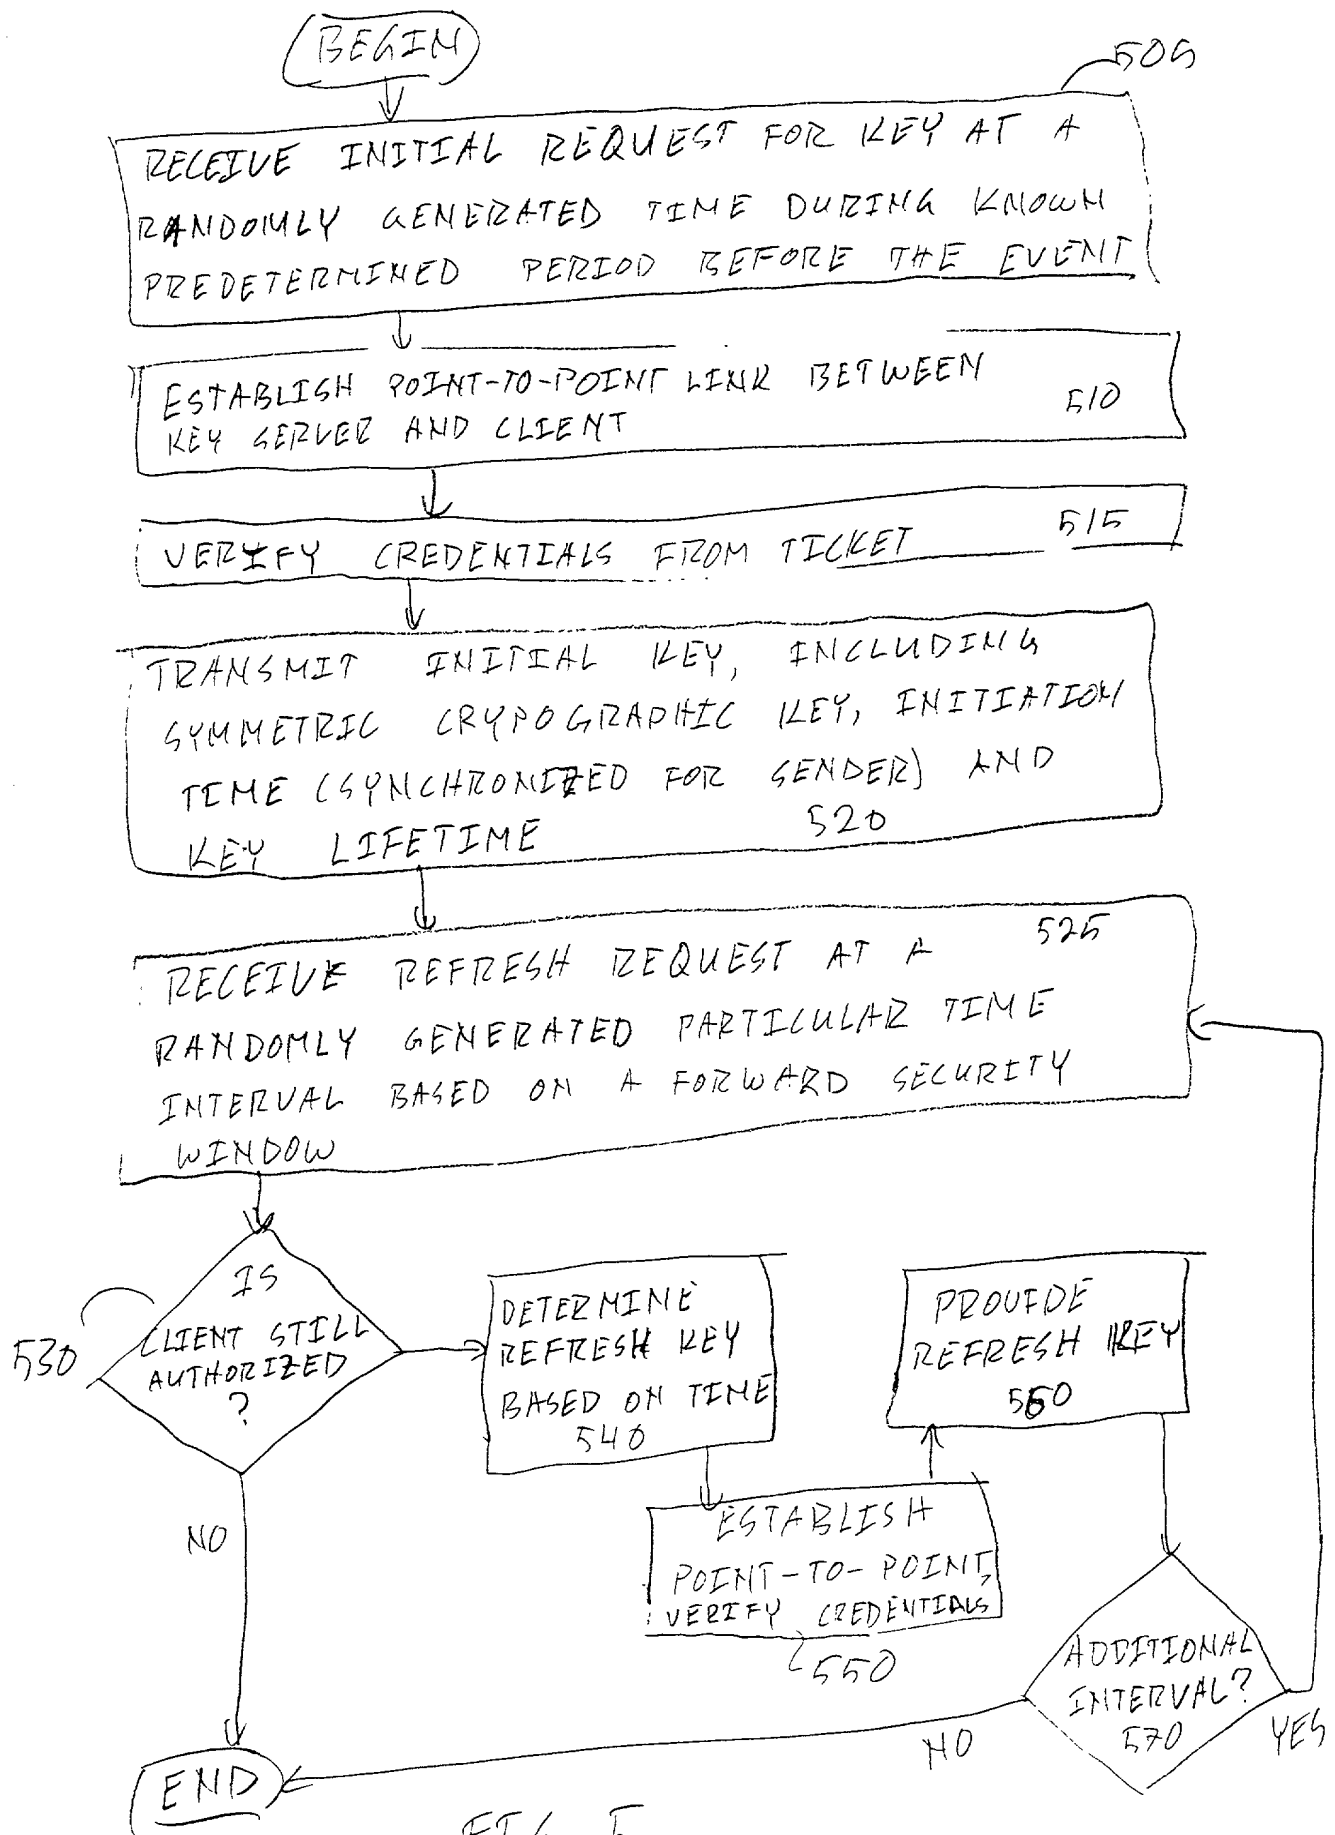 BEGIN
505
RECEIVE INITIAL REQUEST FOR KEY AT A
RANDOMLY GENERATED TIME DURING KNOWN
PREDETERMINED PERIOD BEFORE THE EVENT
ESTABLISH POINT-TO-POINT LINK BETWEEN
KEY SERVER AND CLIENT
510
VERIFY CREDENTIALS FROM TICKET
515
TRANSMIT INITIAL KEY, INCLUDING
SYMMETRIC CRYPOGRAPHIC KEY, INITIATION
TIME (SYNCHRONIZED FOR SENDER) AND
KEY LIFETIME
520
525
RECEIVE REFRESH REQUEST AT A
RANDOMLY GENERATED PARTICULAR TIME
INTERVAL BASED ON A FORWARD SECURITY
WINDOW
530
IS
CLIENT STILL
AUTHORIZED
?
NO
DETERMINE
REFRESH KEY
BASED ON TIME
540
ESTABLISH
POINT-TO-POINT,
VERIFY CREDENTIALS
550
PROVIDE
REFRESH KEY
560
ADDITIONAL
INTERVAL?
570
YES
NO
END
FIG. 5